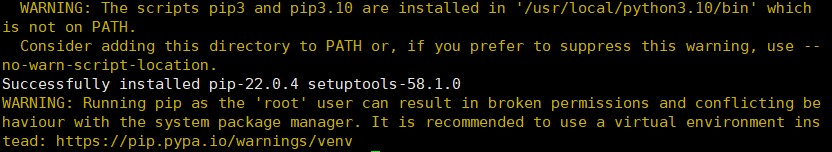 WARNING: The scripts pip3 and pip3.10 are installed in '/usr/local/python3.10/bin' which
is not on PATH.
  Consider adding this directory to PATH or, if you prefer to suppress this warning, use --
no-warn-script-location.
Successfully installed pip-22.0.4 setuptools-58.1.0
WARNING: Running pip as the 'root' user can result in broken permissions and conflicting be
haviour with the system package manager. It is recommended to use a virtual environment ins
tead: https://pip.pypa.io/warnings/venv